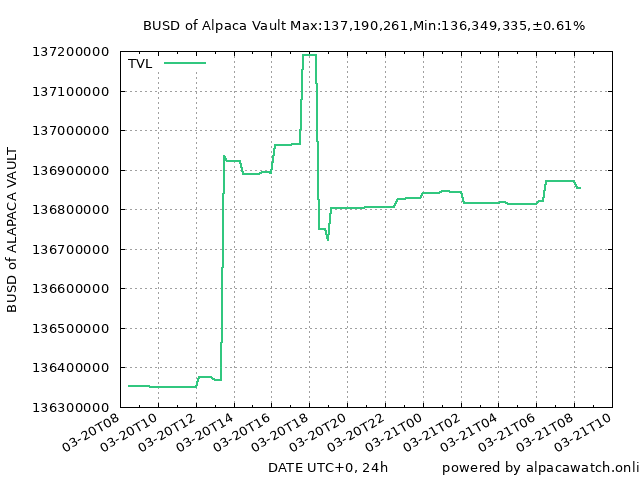 BUSD of Alpaca Vault Max:137,190,261,Min:136,349,335,±0.61%
TVL
137200000
137100000
137000000
136900000
136800000
136700000
136600000
136500000
136400000
136300000
BUSD of ALAPACA VAULT
03-20T08
03-20T10
03-20T12
03-20T14
03-20T16
03-20T18
03-20T20
03-20T22
03-21T00
03-21T02
03-21T04
03-21T06
03-21T08
03-21T10
DATE UTC+0, 24h
powered by alpacawatch.onli